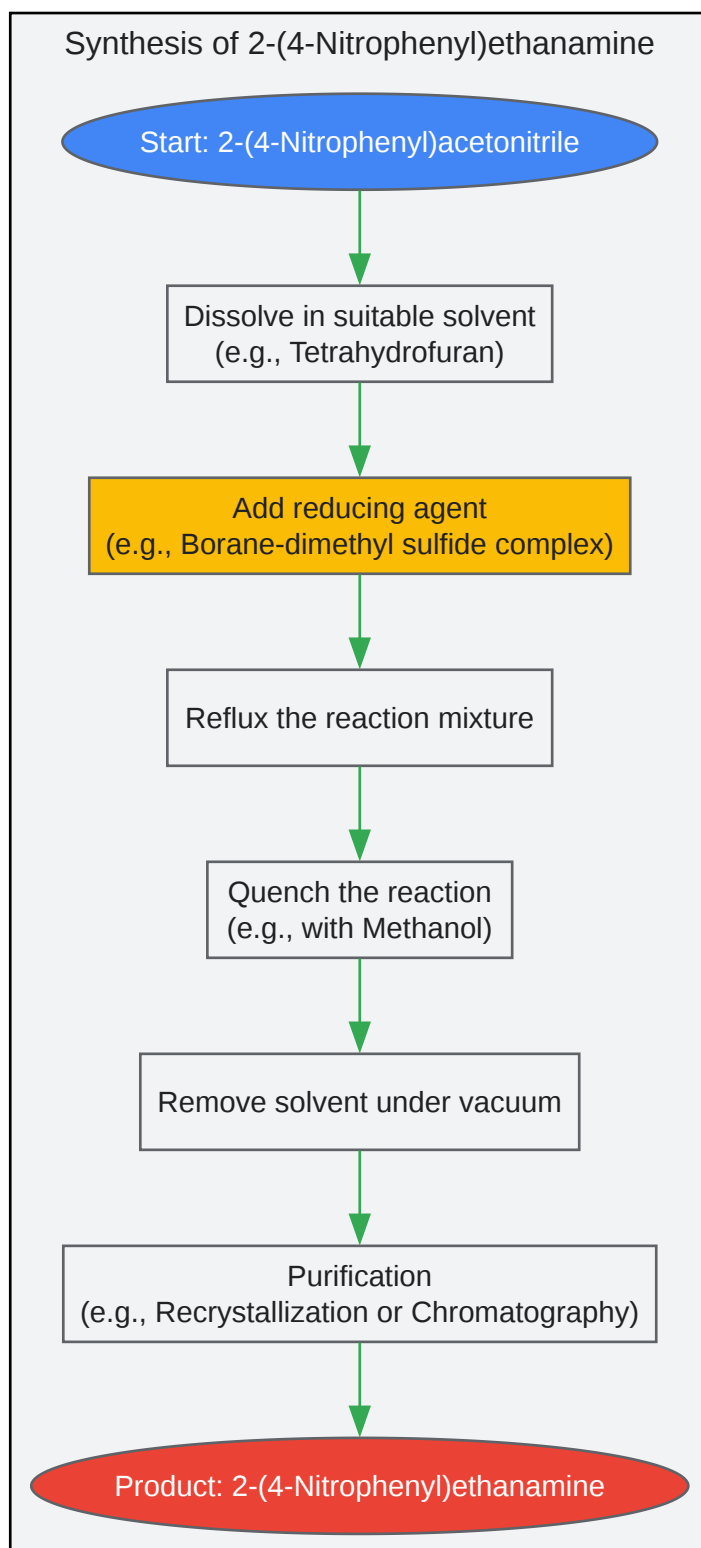 Synthesis of 2-(4-Nitrophenyl)ethanamine
Start: 2-(4-Nitrophenyl)acetonitrile
Dissolve in suitable solvent
(e.g., Tetrahydrofuran)
Add reducing agent
(e.g., Borane-dimethyl sulfide complex)
Reflux the reaction mixture
Quench the reaction
(e.g., with Methanol)
Remove solvent under vacuum
Purification
(e.g., Recrystallization or Chromatography)
Product: 2-(4-Nitrophenyl)ethanamine